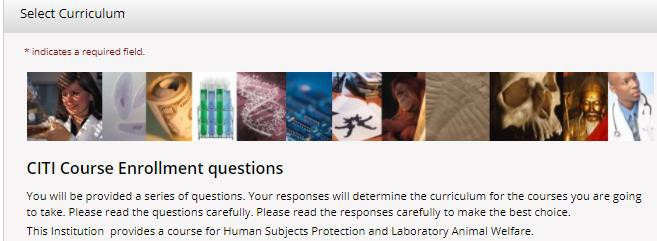 Select Curriculum
* indicates a required field.
CITI Course Enrollment questions
You will be provided a series of questions. Your responses will determine the curriculum for the courses you are going
to take. Please read the questions carefully. Please read the responses carefully to make the best choice.
This Institution  provides a course for Human Subjects Protection and Laboratory Animal Welfare.